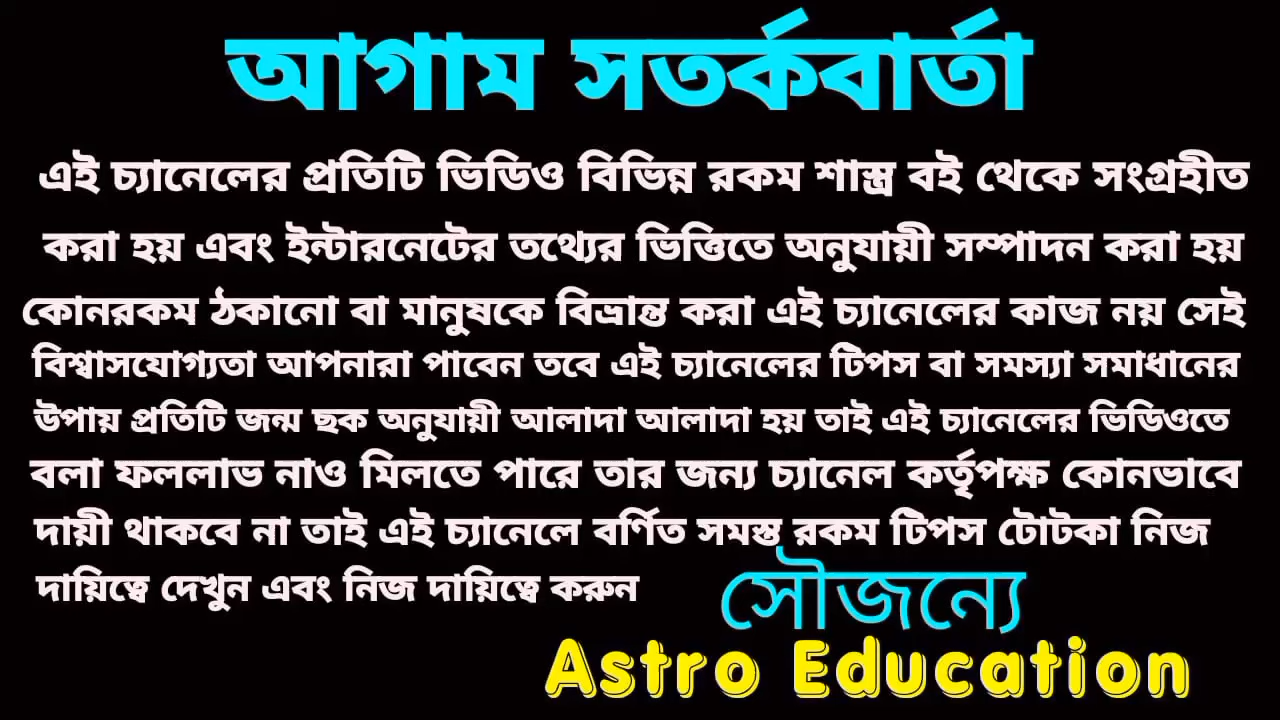 আগাম সতর্কবার্তা
এই চ্যানেলের প্রতিটি ভিডিও বিভিন্ন রকম শাস্ত্র বই থেকে সংগ্রহীত
করা হয় এবং ইন্টারনেটের তথ্যের ভিত্তিতে অনুযায়ী সম্পাদন করা হয়
কোনরকম ঠকানো বা মানুষকে বিভ্রান্ত করা এই চ্যানেলের কাজ নয় সেই
বিশ্বাসযোগ্যতা আপনারা পাবেন তবে এই চ্যানেলের টিপস বা সমস্যা সমাধানের
উপায় প্রতিটি জন্ম ছক অনুযায়ী আলাদা আলাদা হয় তাই এই চ্যানেলের ভিডিওতে
বলা ফললাভ নাও মিলতে পারে তার জন্য চ্যানেল কর্তৃপক্ষ কোনভাবে
দায়ী থাকবে না তাই এই চ্যানেলে বর্ণিত সমস্ত রকম টিপস টোটকা নিজ
দায়িত্বে দেখুন এবং নিজ দায়িত্বে করুন
সৌজন্যে
Astro Education